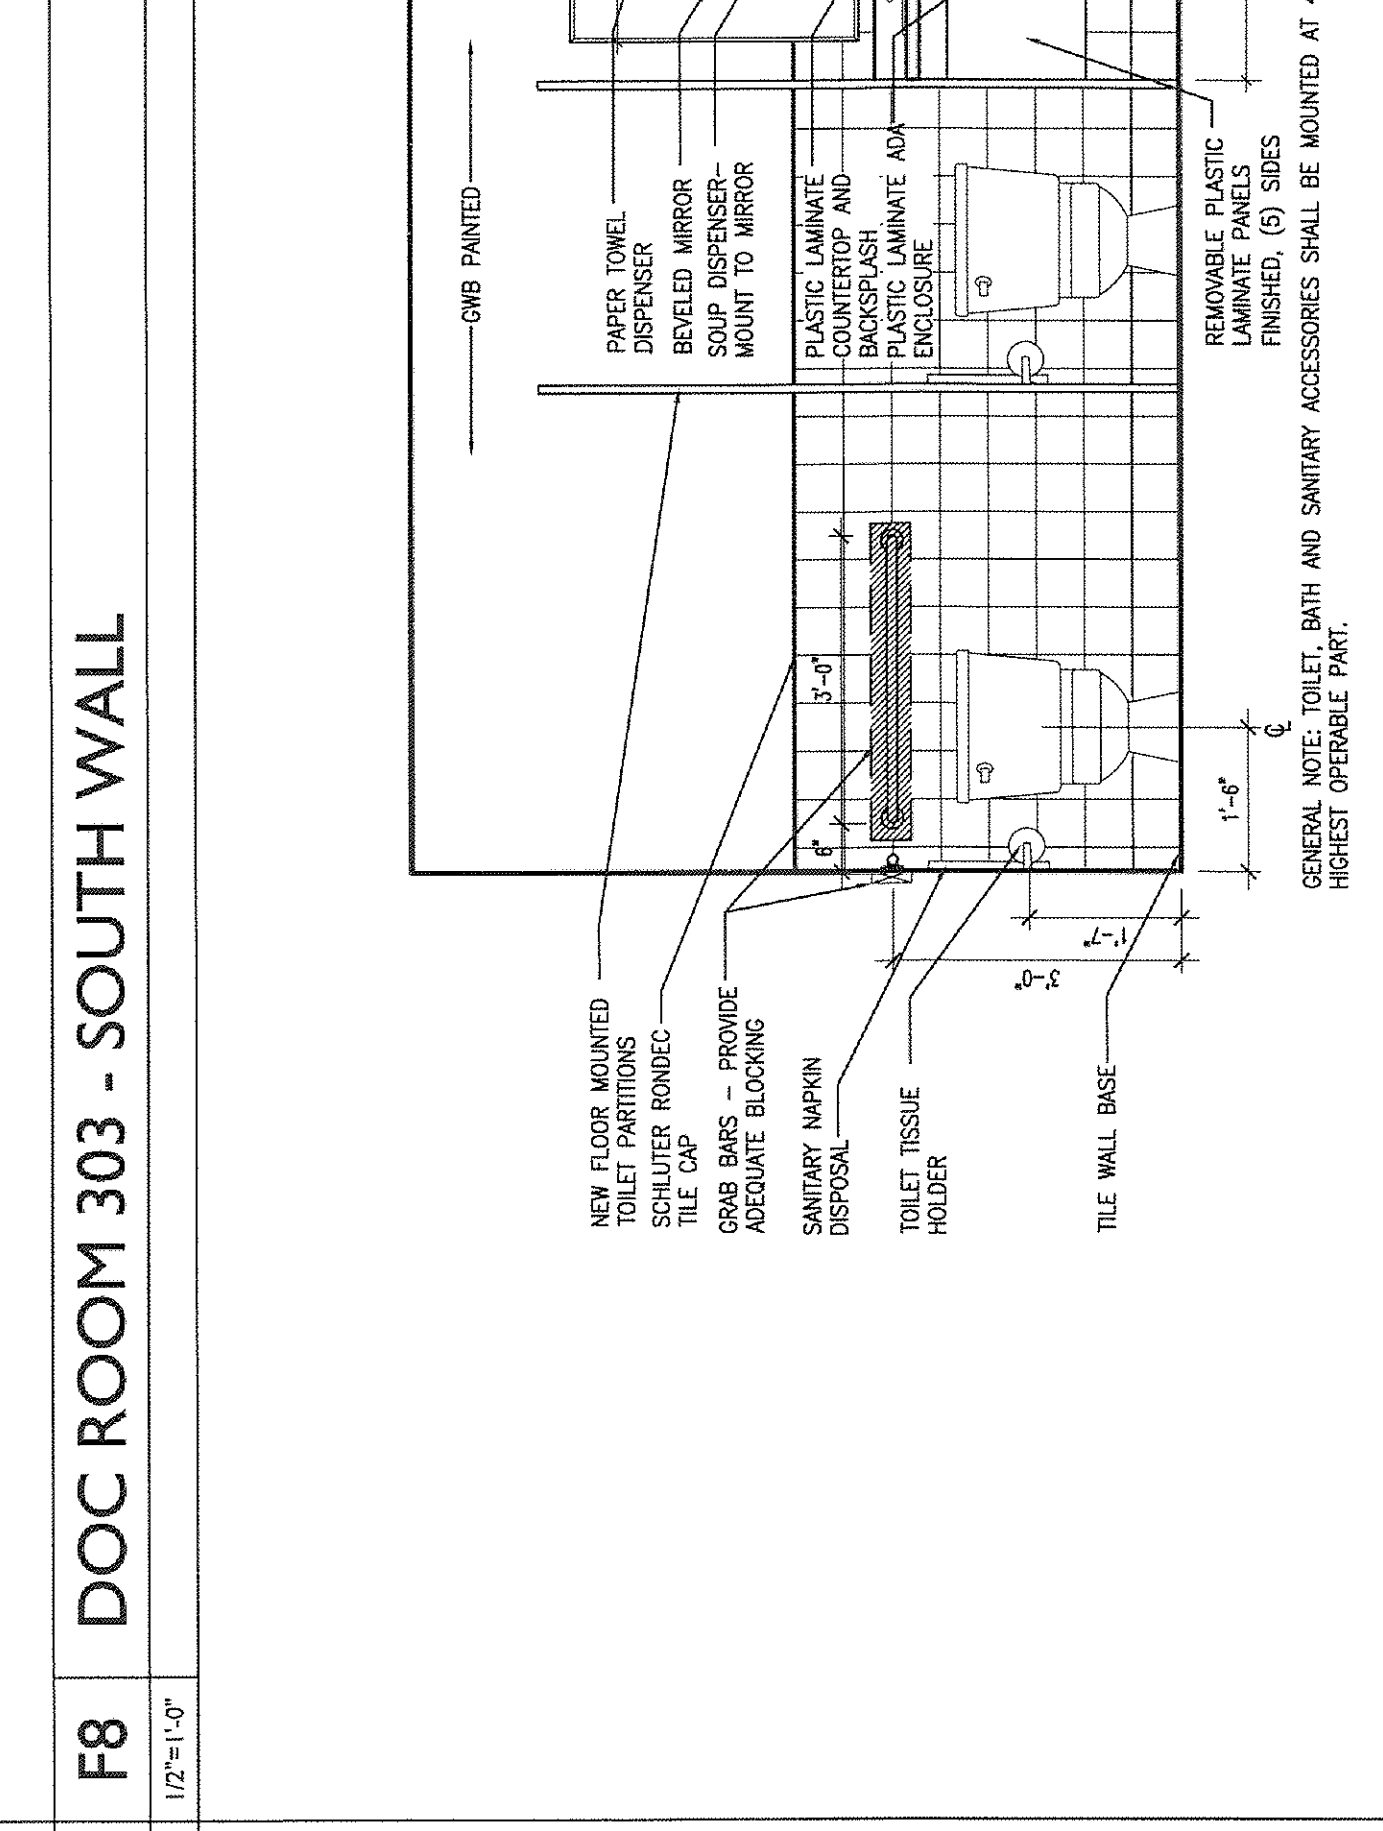 F8
DOC ROOM 303 - SOUTH WALL
1/2"=1'-0"
GWB PAINTED
NEW FLOOR MOUNTED
TOILET PARTITIONS
SCHLUTER RONDEC
TILE CAP
GRAB BARS – PROVIDE
ADEQUATE BLOCKING
SANITARY NAPKIN
DISPOSAL
TOILET TISSUE
HOLDER
TILE WALL BASE
PAPER TOWEL
DISPENSER
BEVELED MIRROR
SOUP DISPENSER–
MOUNT TO MIRROR
PLASTIC LAMINATE
COUNTERTOP AND
BACKSPLASH
PLASTIC LAMINATE ADA
ENCLOSURE
6"
3'-0"
3'-0"
1'-7"
1'-6"
CL
REMOVABLE PLASTIC
LAMINATE PANELS
FINISHED, (5) SIDES
GENERAL NOTE: TOILET, BATH AND SANITARY ACCESSORIES SHALL BE MOUNTED AT
HIGHEST OPERABLE PART.